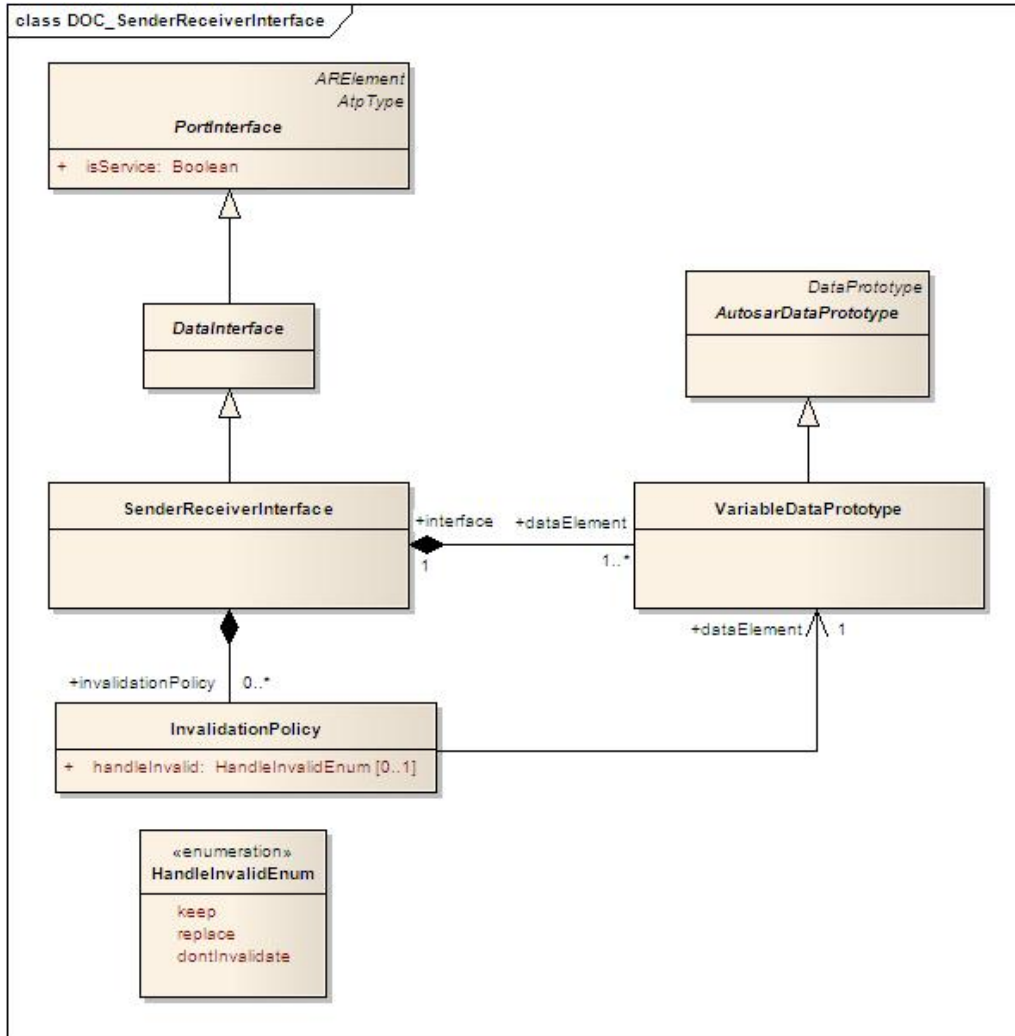 class DOC_SenderReceiverInterface
ARElement
AtpType
PortInterface
+ isService: Boolean
DataInterface
DataPrototype
AutosarDataPrototype
SenderReceiverInterface
+interface
+dataElement
1
1..*
VariableDataPrototype
+dataElement
1
+invalidationPolicy
0..*
InvalidationPolicy
+ handleInvalid: HandleInvalidEnum [0..1]
«enumeration»
HandleInvalidEnum
keep
replace
dontInvalidate